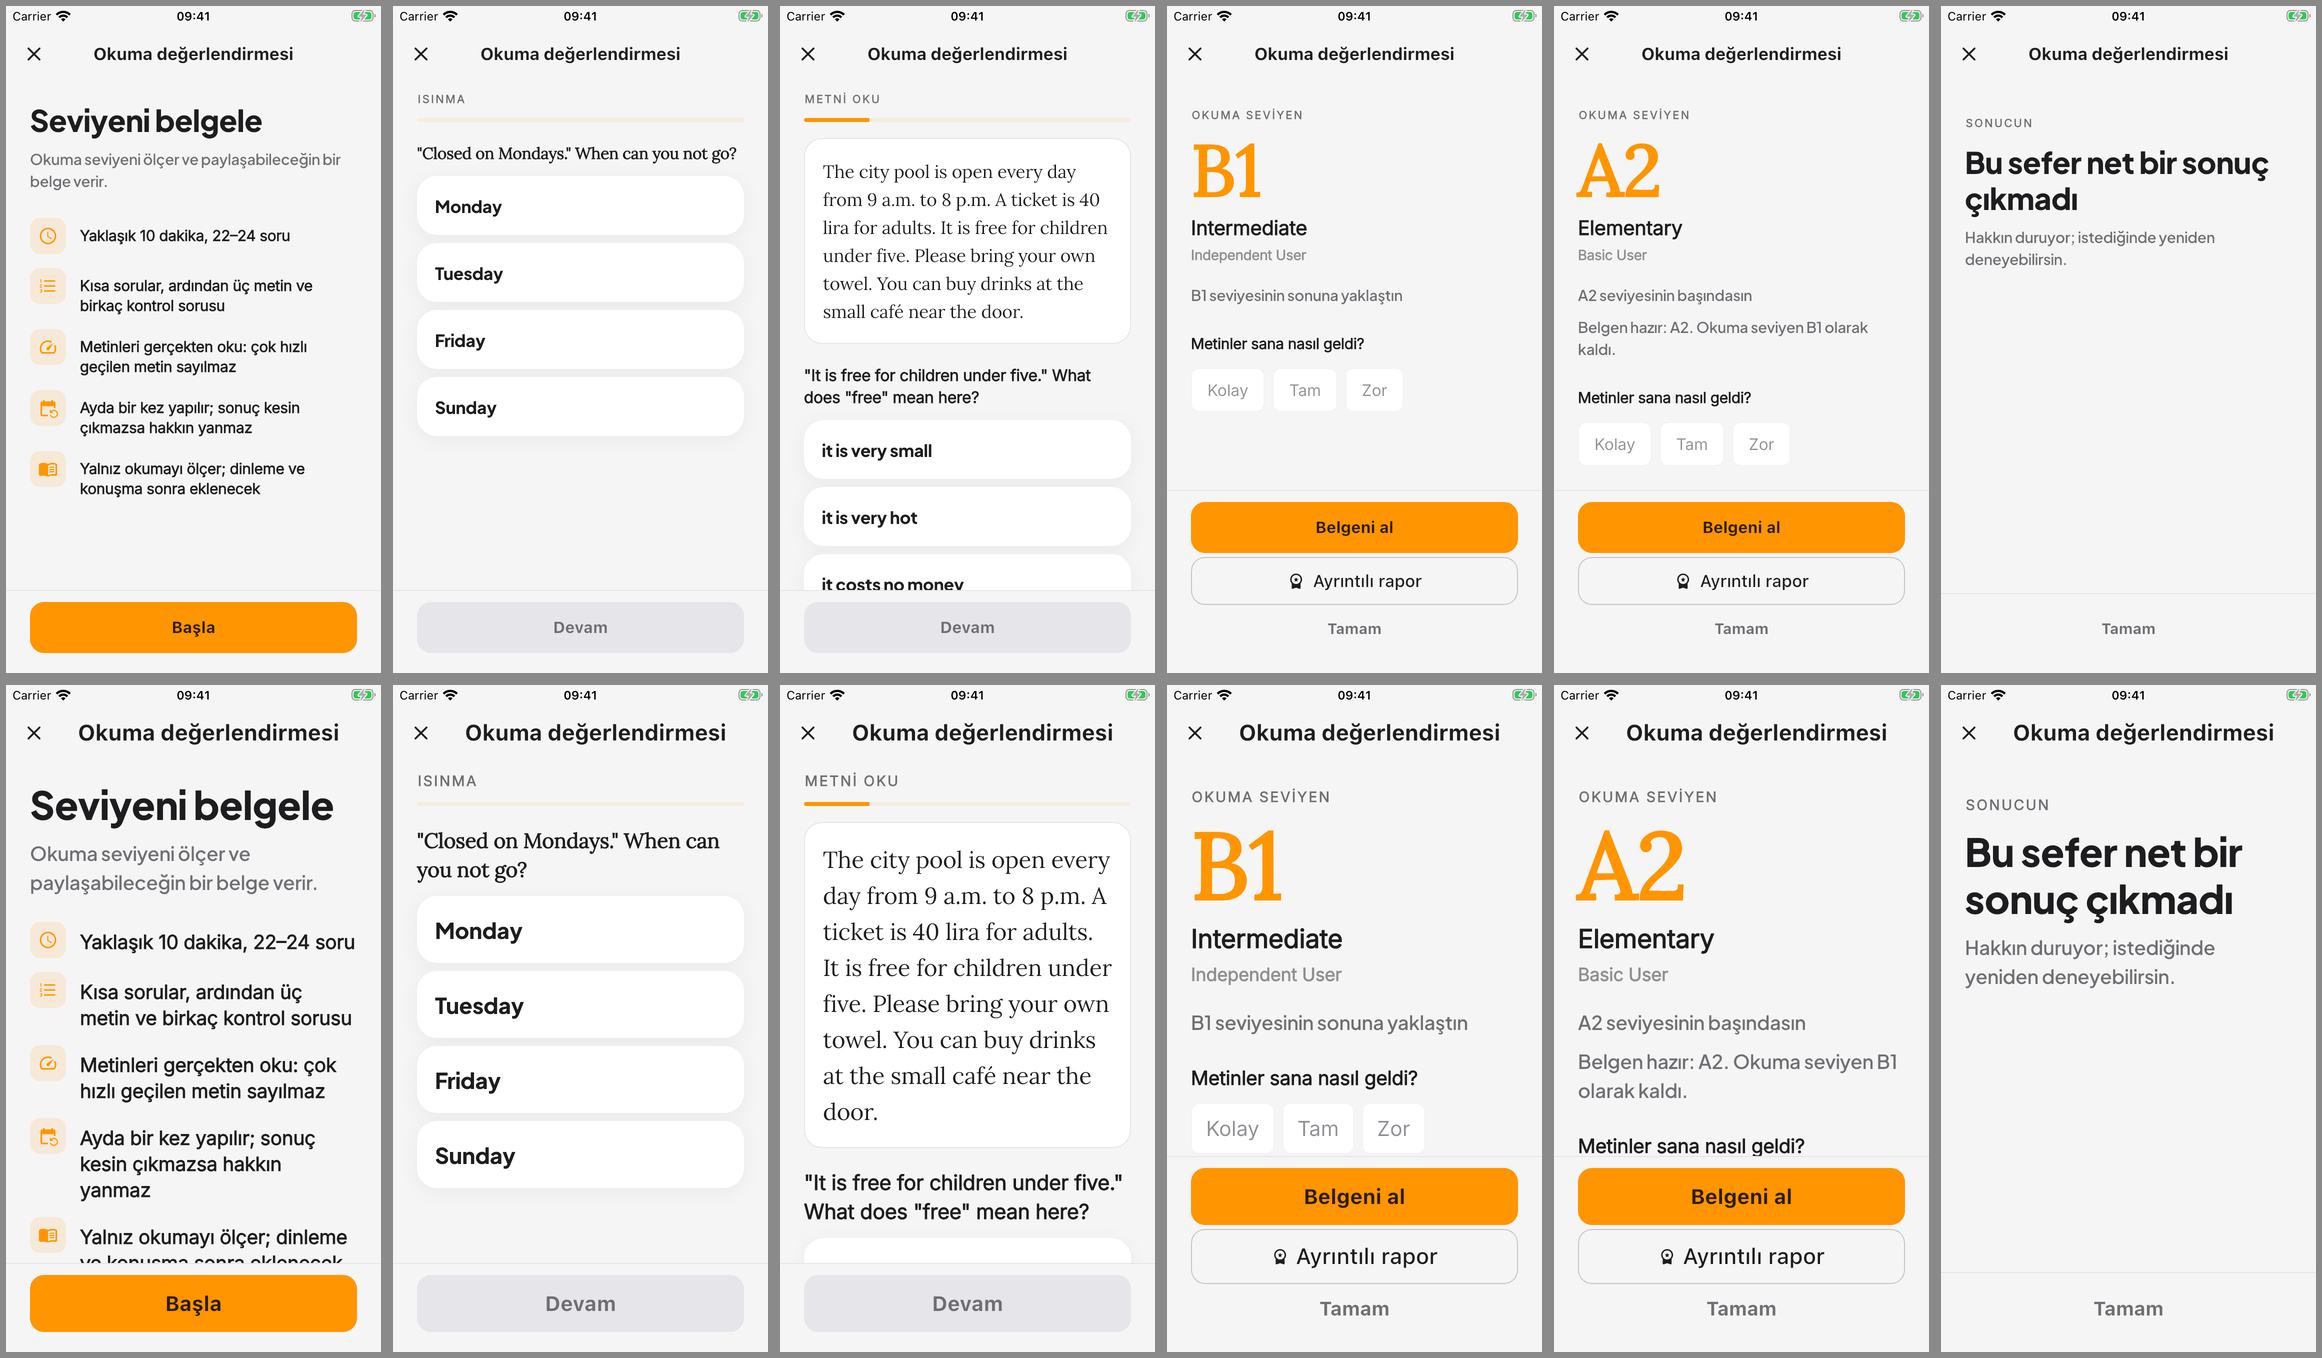 Carrier 09:41
Okuma değerlendirmesi
Seviyeni belgele
Okuma seviyeni ölçer ve paylaşabileceğin bir
belge verir.
Yaklaşık 10 dakika, 22–24 soru
Kısa sorular, ardından üç metin ve
birkaç kontrol sorusu
Metinleri gerçekten oku: çok hızlı
geçilen metin sayılmaz
Ayda bir kez yapılır; sonuç kesin
çıkmazsa hakkın yanmaz
Yalnız okumayı ölçer; dinleme ve
konuşma sonra eklenecek
Başla
Carrier 09:41
Okuma değerlendirmesi
ISINMA
"Closed on Mondays." When can you not go?
Monday
Tuesday
Friday
Sunday
Devam
Carrier 09:41
Okuma değerlendirmesi
METNİ OKU
The city pool is open every day
from 9 a.m. to 8 p.m. A ticket is 40
lira for adults. It is free for children
under five. Please bring your own
towel. You can buy drinks at the
small café near the door.
"It is free for children under five." What
does "free" mean here?
it is very small
it is very hot
it costs no money
Devam
Carrier 09:41
Okuma değerlendirmesi
OKUMA SEVİYEN
B1
Intermediate
Independent User
B1 seviyesinin sonuna yaklaştın
Metinler sana nasıl geldi?
Kolay Tam Zor
Belgeni al
Ayrıntılı rapor
Tamam
Carrier 09:41
Okuma değerlendirmesi
OKUMA SEVİYEN
A2
Elementary
Basic User
A2 seviyesinin başındasın
Belgen hazır: A2. Okuma seviyen B1 olarak
kaldı.
Metinler sana nasıl geldi?
Kolay Tam Zor
Belgeni al
Ayrıntılı rapor
Tamam
Carrier 09:41
Okuma değerlendirmesi
SONUCUN
Bu sefer net bir sonuç
çıkmadı
Hakkın duruyor; istediğinde yeniden
deneyebilirsin.
Tamam
Carrier 09:41
Okuma değerlendirmesi
Seviyeni belgele
Okuma seviyeni ölçer ve
paylaşabileceğin bir belge verir.
Yaklaşık 10 dakika, 22–24 soru
Kısa sorular, ardından üç
metin ve birkaç kontrol sorusu
Metinleri gerçekten oku: çok
hızlı geçilen metin sayılmaz
Ayda bir kez yapılır; sonuç
kesin çıkmazsa hakkın
yanmaz
Yalnız okumayı ölçer; dinleme
ve konuşma sonra eklenecek
Başla
Carrier 09:41
Okuma değerlendirmesi
ISINMA
"Closed on Mondays." When can
you not go?
Monday
Tuesday
Friday
Sunday
Devam
Carrier 09:41
Okuma değerlendirmesi
METNİ OKU
The city pool is open every
day from 9 a.m. to 8 p.m. A
ticket is 40 lira for adults.
It is free for children under
five. Please bring your own
towel. You can buy drinks
at the small café near the
door.
"It is free for children under five."
What does "free" mean here?
Devam
Carrier 09:41
Okuma değerlendirmesi
OKUMA SEVİYEN
B1
Intermediate
Independent User
B1 seviyesinin sonuna yaklaştın
Metinler sana nasıl geldi?
Kolay Tam Zor
Belgeni al
Ayrıntılı rapor
Tamam
Carrier 09:41
Okuma değerlendirmesi
OKUMA SEVİYEN
A2
Elementary
Basic User
A2 seviyesinin başındasın
Belgen hazır: A2. Okuma seviyen B1
olarak kaldı.
Metinler sana nasıl geldi?
Belgeni al
Ayrıntılı rapor
Tamam
Carrier 09:41
Okuma değerlendirmesi
SONUCUN
Bu sefer net bir
sonuç çıkmadı
Hakkın duruyor; istediğinde
yeniden deneyebilirsin.
Tamam